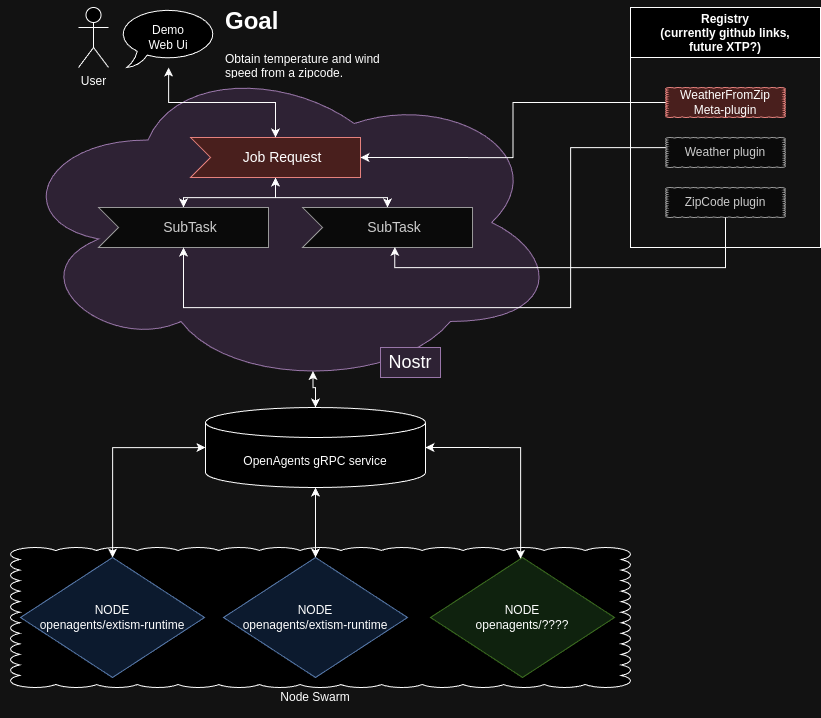 Goal
Demo
Web Ui
User
Obtain temperature and wind
speed from a zipcode.
Registry
(currently github links,
future XTP?)
WeatherFromZip
Meta-plugin
Weather plugin
ZipCode plugin
Job Request
SubTask
SubTask
Nostr
OpenAgents gRPC service
NODE
openagents/extism-runtime
NODE
openagents/extism-runtime
NODE
openagents/????
Node Swarm